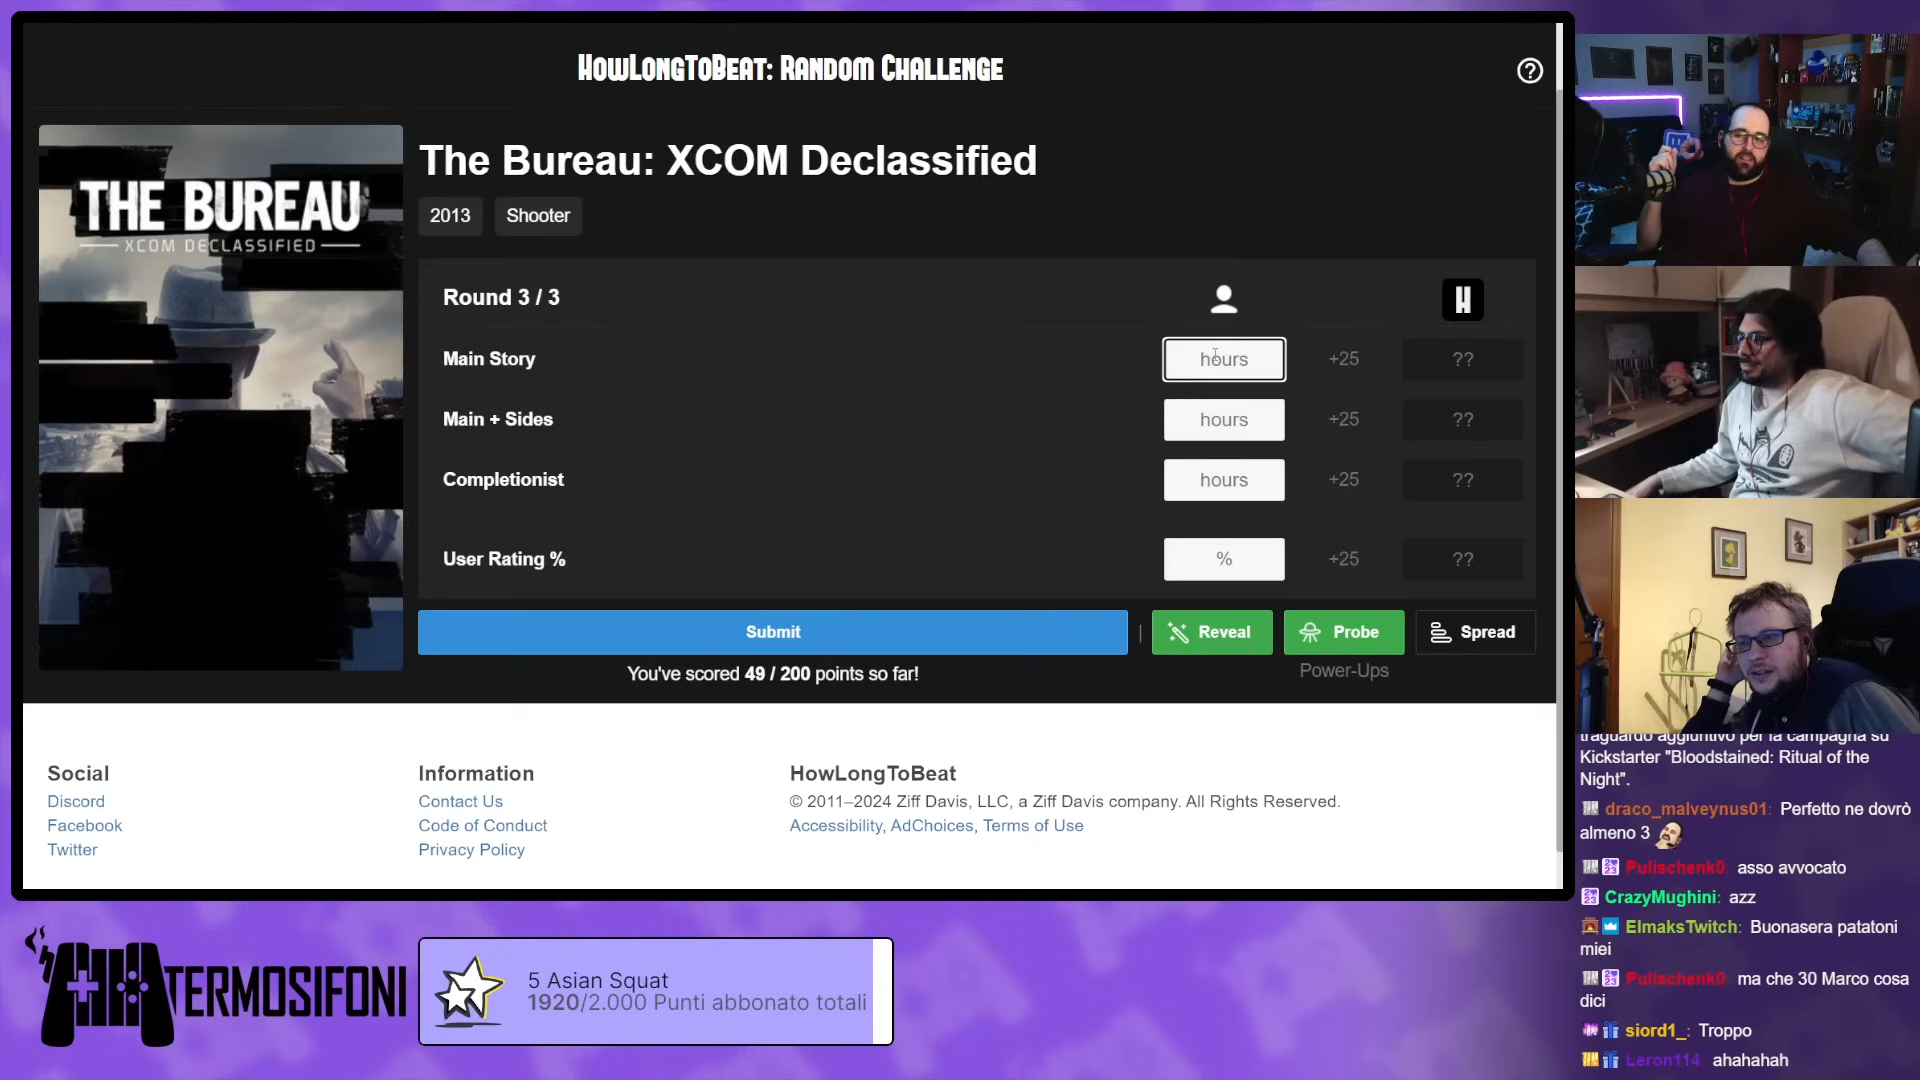 HowLongToBeat: Random Challenge
THE BUREAU
XCOM DECLASSIFIED
The Bureau: XCOM Declassified
2013
Shooter
Round 3 / 3
Main Story
hours
+25
??
Main + Sides
hours
+25
??
Completionist
hours
+25
??
User Rating %
%
+25
??
Submit
|
Reveal
Probe
Spread
You've scored 49 / 200 points so far!
Power-Ups
Social
Discord
Facebook
Twitter
Information
Contact Us
Code of Conduct
Privacy Policy
HowLongToBeat
© 2011–2024 Ziff Davis, LLC, a Ziff Davis company. All Rights Reserved.
Accessibility, AdChoices, Terms of Use
TERMOSIFONI
5 Asian Squat
1920/2.000 Punti abbonato totali
traguardo aggiuntivo per la campagna su
Kickstarter "Bloodstained: Ritual of the
Night".
draco_malveynus01: Perfetto ne dovrò
almeno 3
Pulischenk0: asso avvocato
CrazyMughini: azz
ElmaksTwitch: Buonasera patatoni
miei
Pulischenk0: ma che 30 Marco cosa
dici
siord1_: Troppo
Leron114: ahahahah